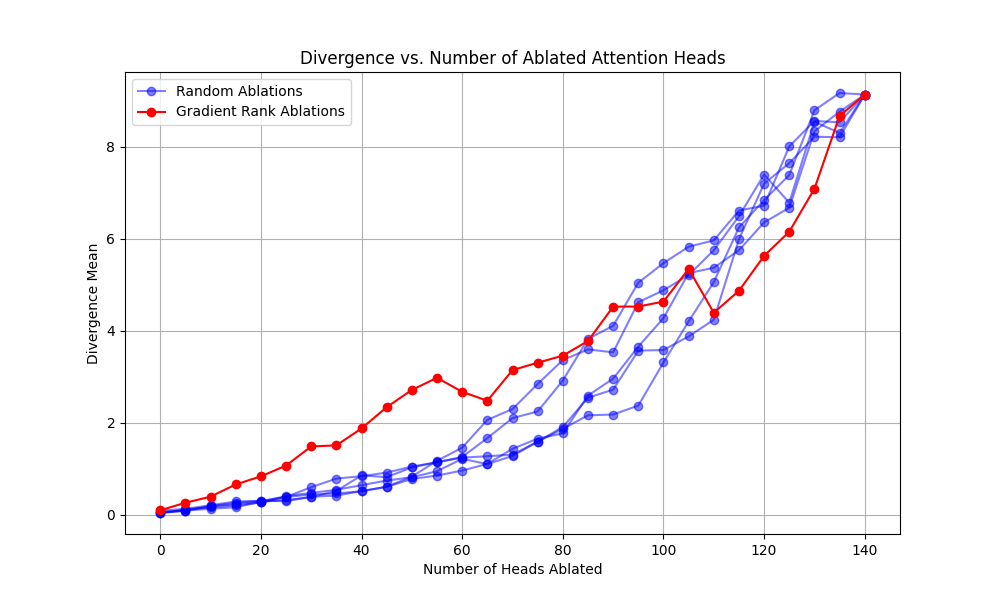 Divergence vs. Number of Ablated Attention Heads
Random Ablations
Gradient Rank Ablations
8
6
4
2
0
Divergence Mean
0 20 40 60 80 100 120 140
Number of Heads Ablated